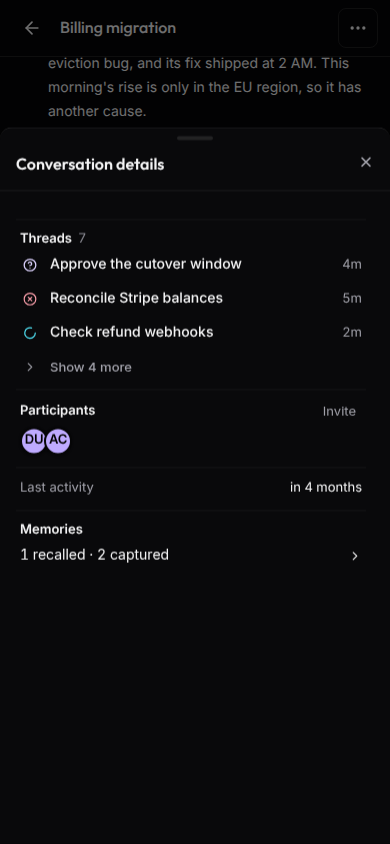 Billing migration
eviction bug, and its fix shipped at 2 AM. This
morning's rise is only in the EU region, so it has
another cause.
Conversation details
Threads 7
Approve the cutover window 4m
Reconcile Stripe balances 5m
Check refund webhooks 2m
Show 4 more
Participants Invite
DU AC
Last activity in 4 months
Memories
1 recalled · 2 captured